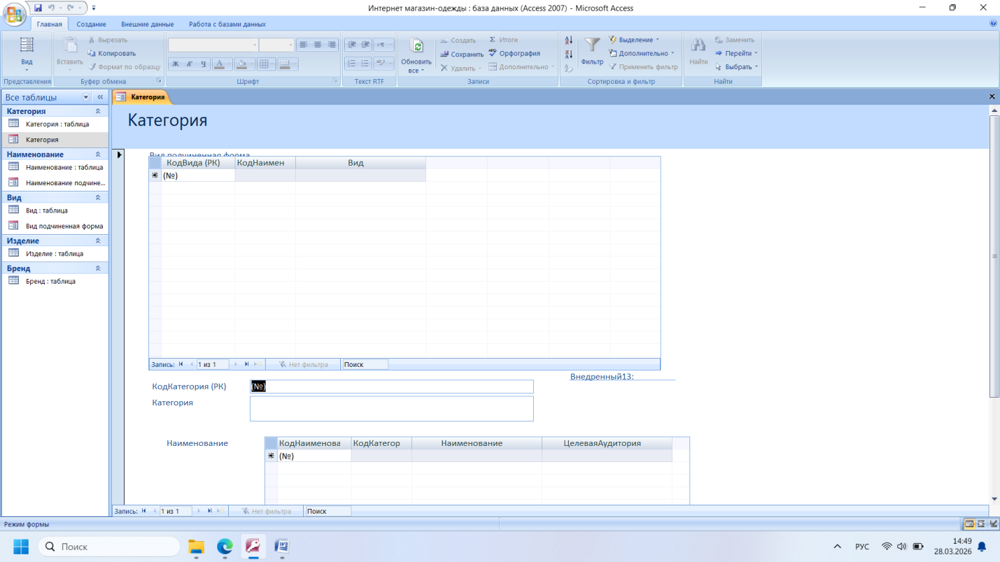 Интернет магазин-одежды : база данных (Access 2007) - Microsoft Access
Главная Создание Внешние данные Работа с базами данных
Вид
Представления
Вставить
Вырезать
Копировать
Формат по образцу
Буфер обмена
Ж К Ч А
Шрифт
Текст RTF
Обновить все
Создать
Сохранить
Удалить
Итоги
Орфография
Дополнительно
Записи
Фильтр
Выделение
Дополнительно
Применить фильтр
Сортировка и фильтр
Найти
Заменить
Перейти
Выбрать
Найти
Все таблицы
Категория
Категория : таблица
Категория
Наименование
Наименование : таблица
Наименование подчине...
Вид
Вид : таблица
Вид подчиненная форма
Изделие
Изделие : таблица
Бренд
Бренд : таблица
Категория
Категория
Вид подчиненная форма
КодВида (РК) КодНаимен Вид
(№)
Запись: 1 из 1 Нет фильтра Поиск
Внедренный13:
КодКатегория (РК) (№)
Категория
Наименование
КодНаименова КодКатегор Наименование ЦелеваяАудитория
(№)
Запись: 1 из 1 Нет фильтра Поиск
Режим формы
Поиск
РУС
14:49
28.03.2026